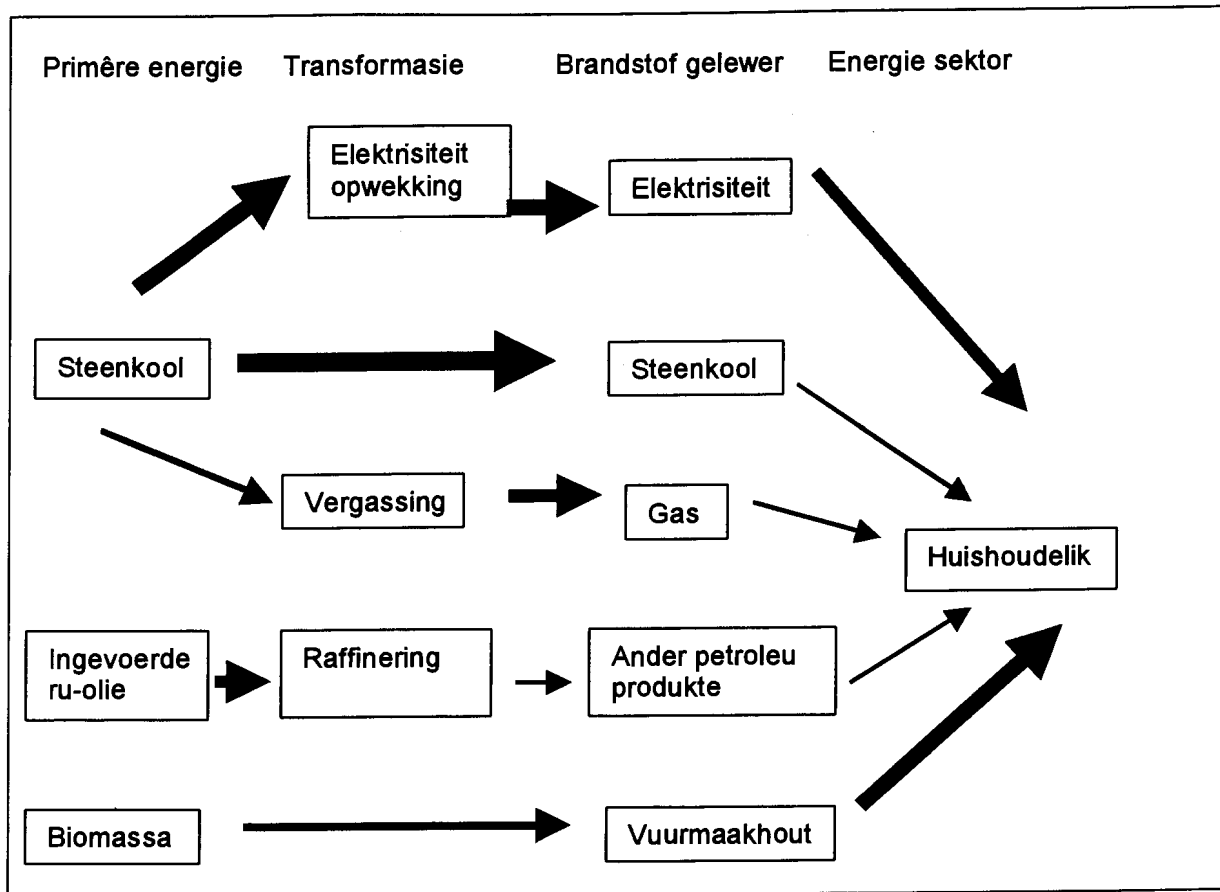 Primêre energie Transformasie Brandstof gelewer Energie sektor
Elektrisiteit
opwekking
Elektrisiteit
Steenkool
Steenkool
Vergassing
Gas
Huishoudelik
Ingevoerde
ru-olie
Raffinering
Ander petroleu
produkte
Biomassa
Vuurmaakhout